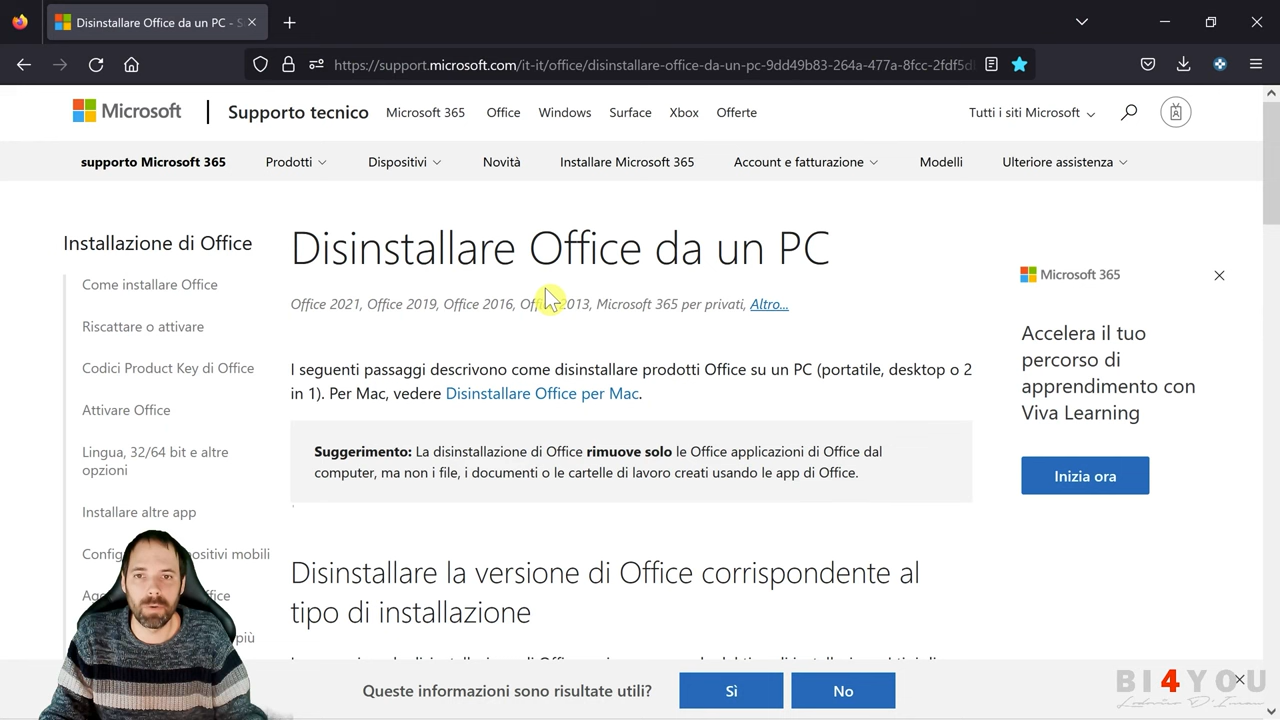 Disinstallare Office da un PC - S
https://support.microsoft.com/it-it/office/disinstallare-office-da-un-pc-9dd49b83-264a-477a-8fcc-2fdf5d
Microsoft
Supporto tecnico
Microsoft 365
Office
Windows
Surface
Xbox
Offerte
Tutti i siti Microsoft
supporto Microsoft 365
Prodotti
Dispositivi
Novità
Installare Microsoft 365
Account e fatturazione
Modelli
Ulteriore assistenza
Installazione di Office
Come installare Office
Riscattare o attivare
Codici Product Key di Office
Attivare Office
Lingua, 32/64 bit e altre
opzioni
Installare altre app
Disinstallare Office da un PC
Office 2021, Office 2019, Office 2016, Office 2013, Microsoft 365 per privati, Altro...
I seguenti passaggi descrivono come disinstallare prodotti Office su un PC (portatile, desktop o 2
in 1). Per Mac, vedere Disinstallare Office per Mac.
Suggerimento: La disinstallazione di Office rimuove solo le Office applicazioni di Office dal
computer, ma non i file, i documenti o le cartelle di lavoro creati usando le app di Office.
Disinstallare la versione di Office corrispondente al
tipo di installazione
Microsoft 365
Accelera il tuo
percorso di
apprendimento con
Viva Learning
Inizia ora
Queste informazioni sono risultate utili?
Sì
No
BI4YOU